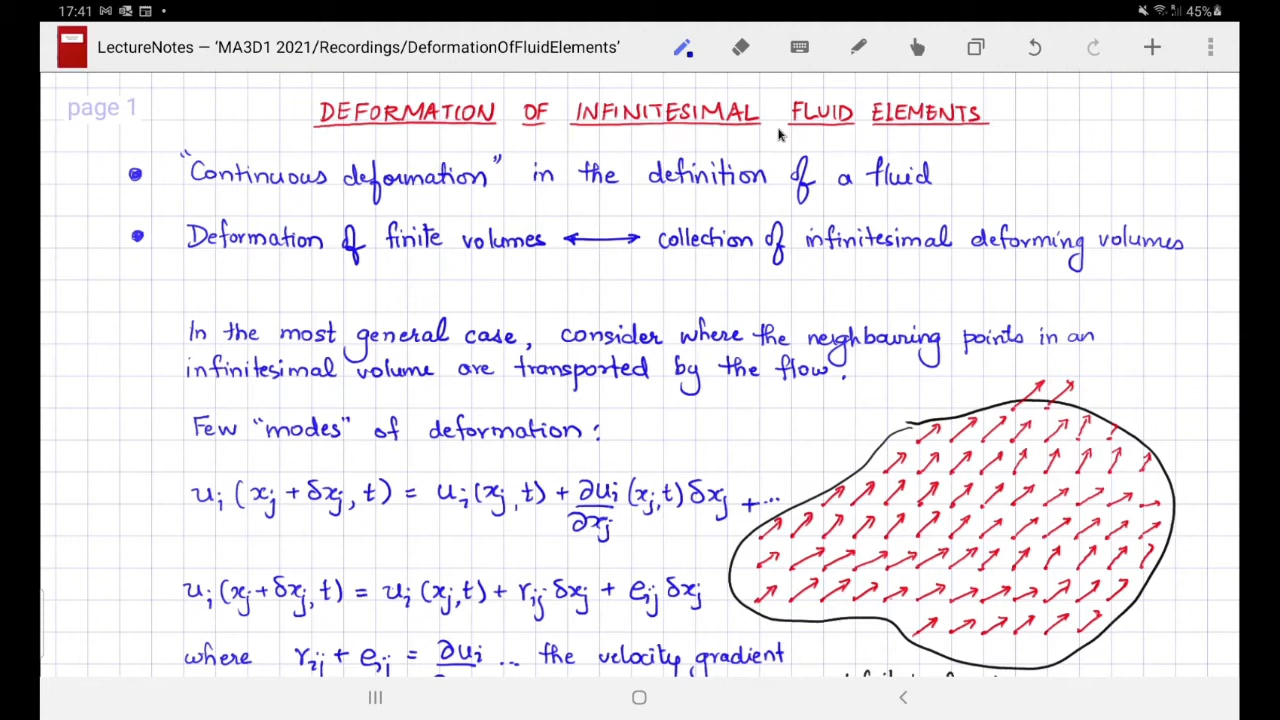 17:41
45%
LectureNotes — ‘MA3D1 2021/Recordings/DeformationOfFluidElements’
page 1
DEFORMATION OF INFINITESIMAL FLUID ELEMENTS
• "Continuous deformation" in the definition of a fluid
• Deformation of finite volumes ⟷ collection of infinitesimal deforming volumes
In the most general case, consider where the neighbouring points in an
infinitesimal volume are transported by the flow.
Few "modes" of deformation:
uᵢ(xⱼ + δxⱼ, t) = uᵢ(xⱼ, t) + ∂uᵢ/∂xⱼ (xⱼ, t) δxⱼ + ...
uᵢ(xⱼ + δxⱼ, t) = uᵢ(xⱼ, t) + rᵢⱼ δxⱼ + eᵢⱼ δxⱼ
where rᵢⱼ + eᵢⱼ = ∂uᵢ ... the velocity gradient